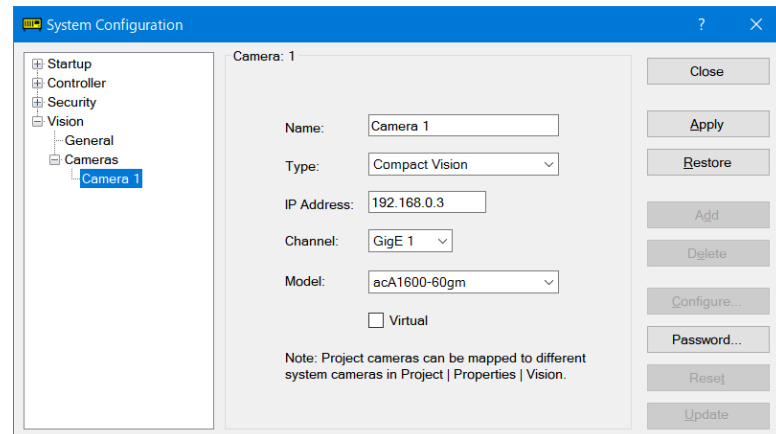 System Configuration
Startup
Controller
Security
Vision
General
Cameras
Camera 1
Camera: 1
Name: Camera 1
Type: Compact Vision
IP Address: 192.168.0.3
Channel: GigE 1
Model: acA1600-60gm
Virtual
Note: Project cameras can be mapped to different
system cameras in Project | Properties | Vision.
Close
Apply
Restore
Add
Delete
Configure...
Password...
Reset
Update